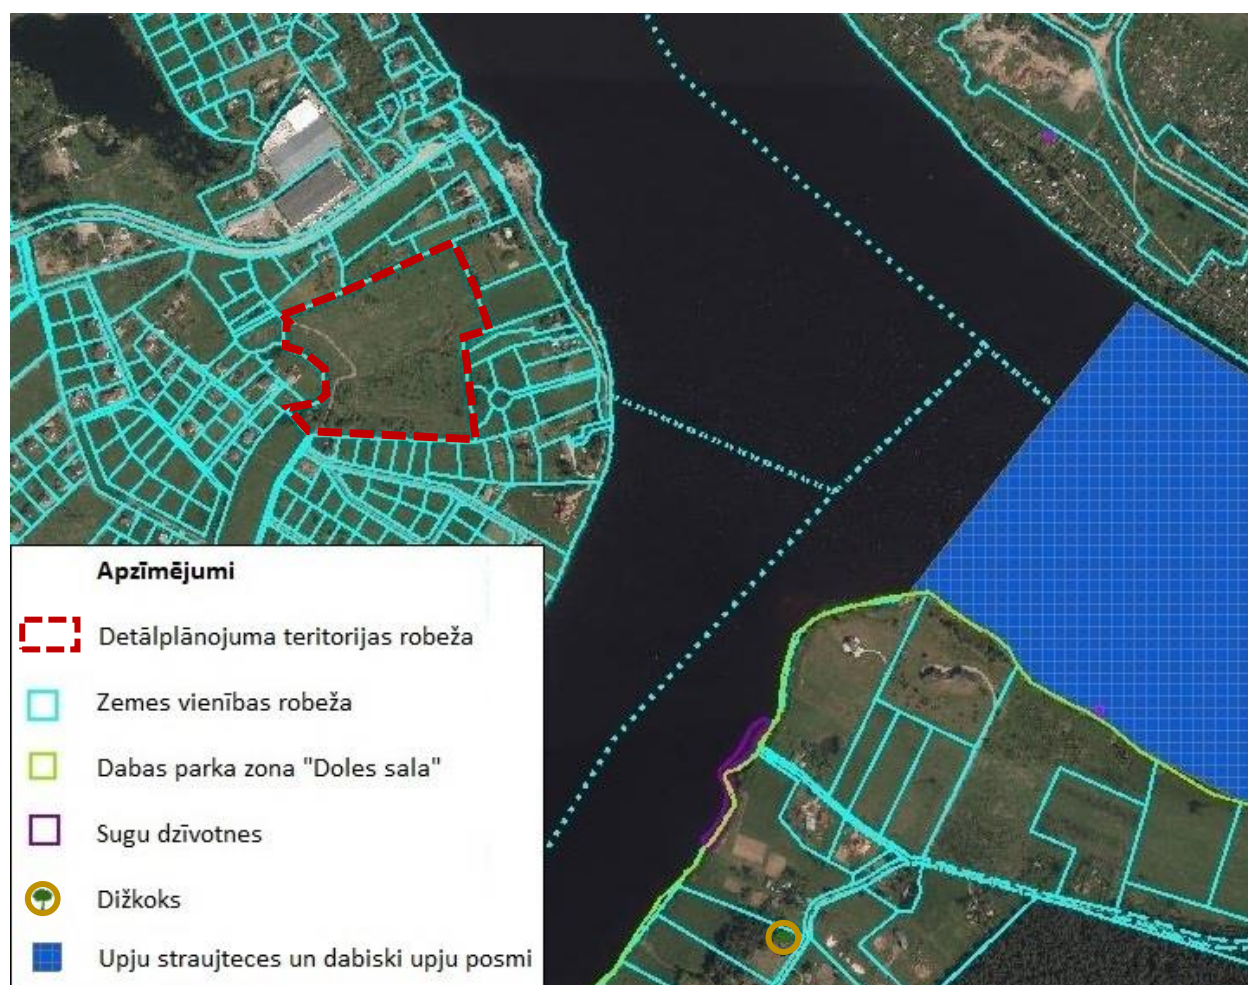 Apzīmējumi
Detālplānojuma teritorijas robeža
Zemes vienības robeža
Dabas parka zona "Doles sala"
Sugu dzīvotnes
Dižkoks
Upju straujteces un dabiski upju posmi